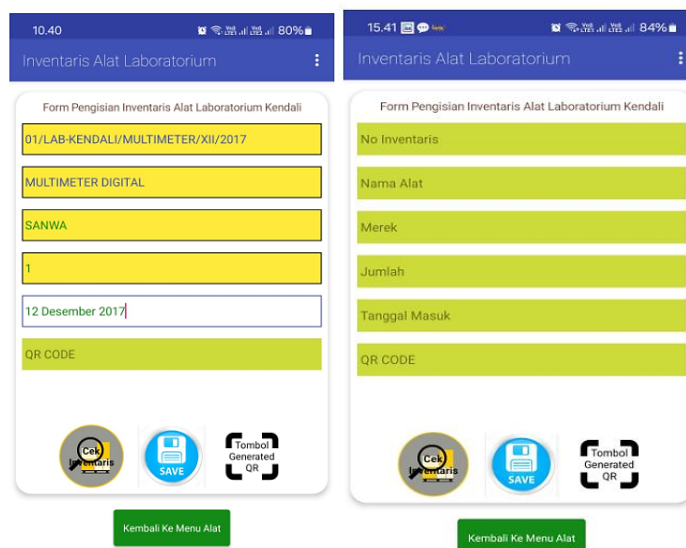 10.40
80%
Inventaris Alat Laboratorium
Form Pengisian Inventaris Alat Laboratorium Kendali
01/LAB-KENDALI/MULTIMETER/XII/2017
MULTIMETER DIGITAL
SANWA
1
12 Desember 2017
QR CODE
Cek
Inventaris
SAVE
Tombol
Generated
QR
Kembali Ke Menu Alat
15.41
84%
Inventaris Alat Laboratorium
Form Pengisian Inventaris Alat Laboratorium Kendali
No Inventaris
Nama Alat
Merek
Jumlah
Tanggal Masuk
QR CODE
Cek
Inventaris
SAVE
Tombol
Generated
QR
Kembali Ke Menu Alat